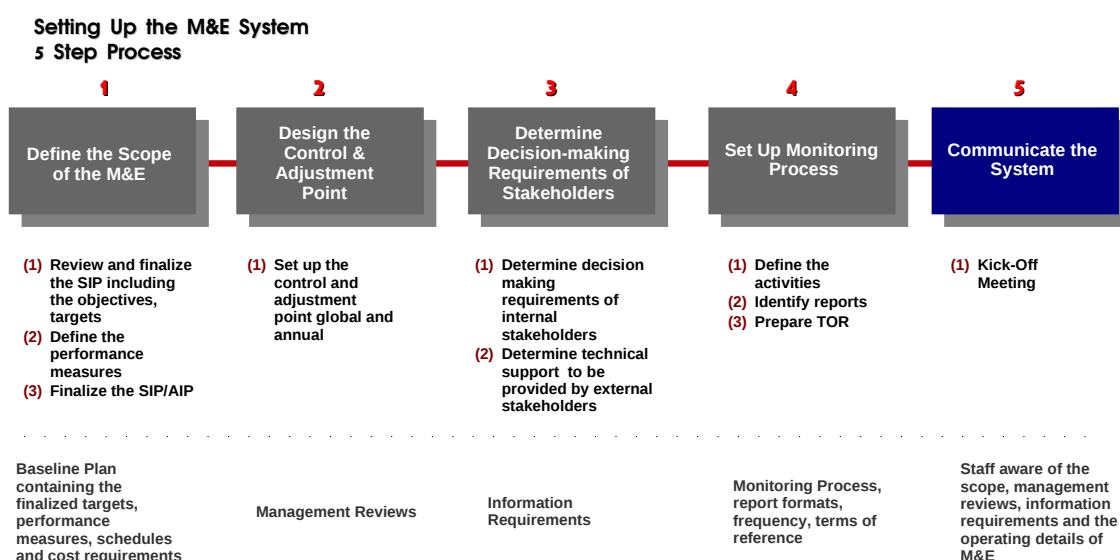 Setting Up the M&E System
5 Step Process
1
2
3
4
5
Define the Scope
of the M&E
Design the
Control &
Adjustment
Point
Determine
Decision-making
Requirements of
Stakeholders
Set Up Monitoring
Process
Communicate the
System
(1) Review and finalize
the SIP including
the objectives,
targets
(2) Define the
performance
measures
(3) Finalize the SIP/AIP
(1) Set up the
control and
adjustment
point global and
annual
(1) Determine decision
making
requirements of
internal
stakeholders
(2) Determine technical
support to be
provided by external
stakeholders
(1) Define the
activities
(2) Identify reports
(3) Prepare TOR
(1) Kick-Off
Meeting
Baseline Plan
containing the
finalized targets,
performance
measures, schedules
and cost requirements
Management Reviews
Information
Requirements
Monitoring Process,
report formats,
frequency, terms of
reference
Staff aware of the
scope, management
reviews, information
requirements and the
operating details of
M&E